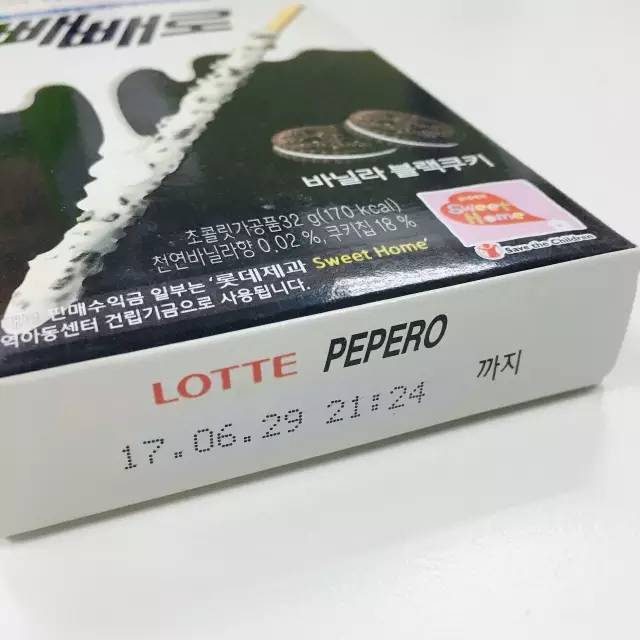 바닐라 블랙쿠키
초콜릿가공품32 g(170 kcal)
천연바닐라향 0.02 %, 쿠키칩 18 %
판매수익금 일부는 '롯데제과 Sweet Home'
역아동센터 건립기금으로 사용됩니다.
Sweet
Home
Save the Children
LOTTE PEPERO
17.06.29 21:24 까지